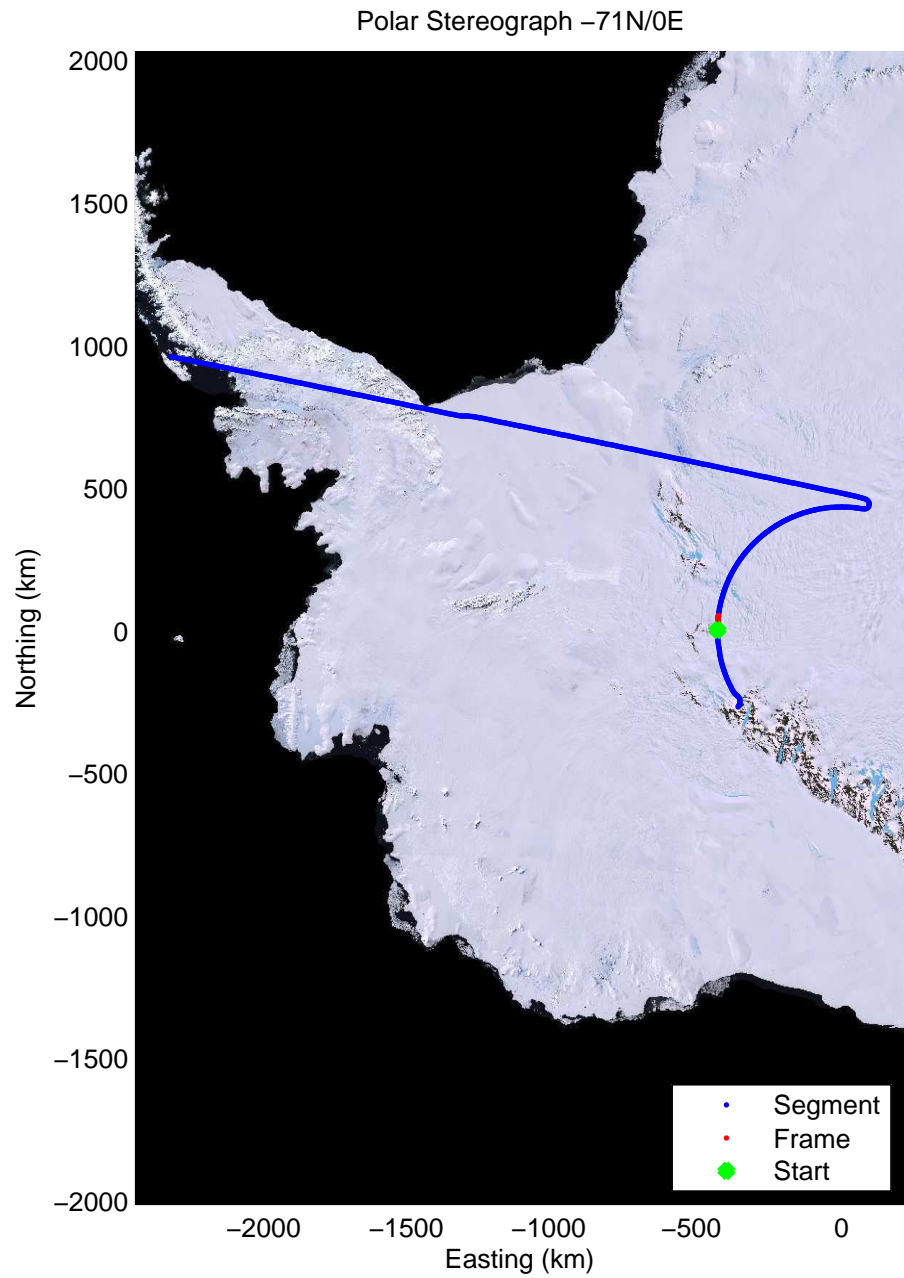 Polar Stereograph −71N/0E
2000
1500
1000
500
0
−500
−1000
−1500
−2000
Northing (km)
−2000 −1500 −1000 −500 0
Easting (km)
Segment
Frame
Start